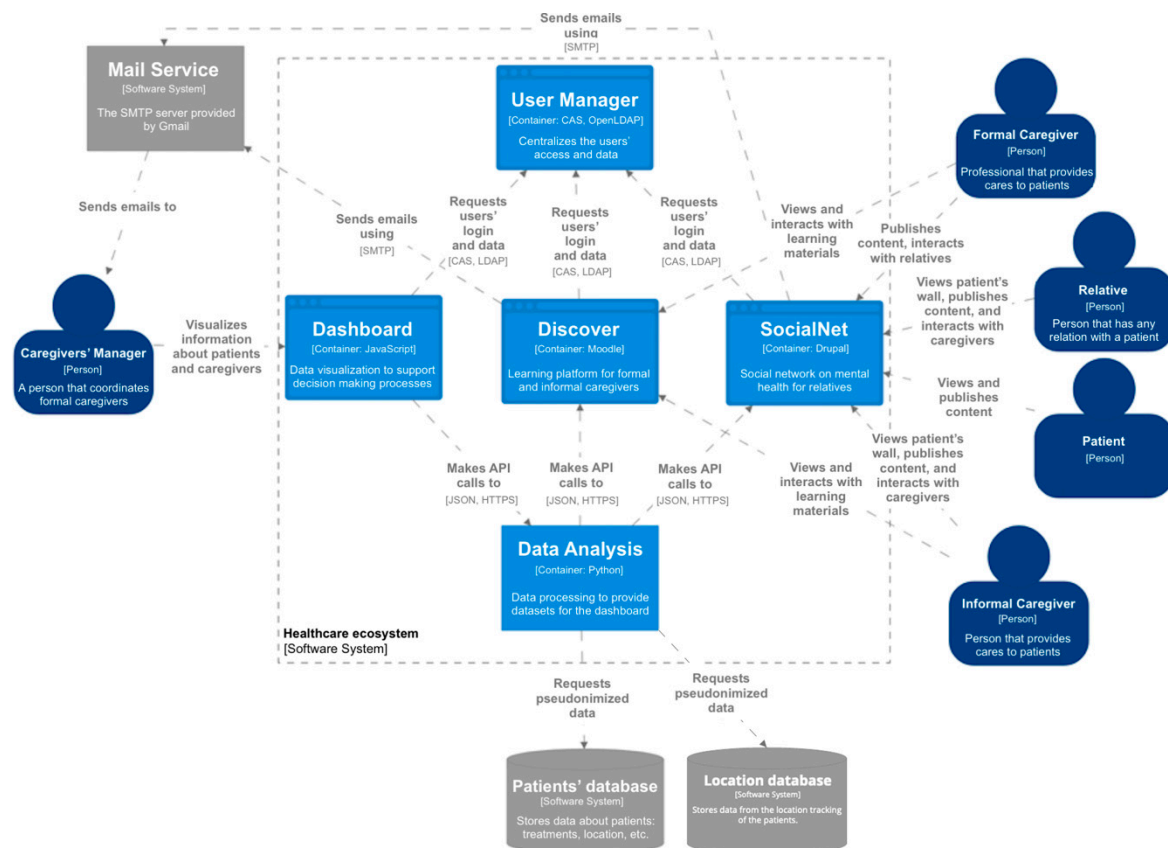 Sends emails
using
[SMTP]
Mail Service
[Software System]
The SMTP server provided
by Gmail
User Manager
[Container: CAS, OpenLDAP]
Centralizes the users'
access and data
Formal Caregiver
[Person]
Professional that provides
cares to patients
Sends emails to
Sends emails
using
[SMTP]
Requests
users'
login
and data
[CAS, LDAP]
Requests
users'
login
and data
[CAS, LDAP]
Requests
users'
login
and data
[CAS, LDAP]
Views and
interacts with
learning
materials
Publishes
content, interacts
with relatives
Relative
[Person]
Person that has any
relation with a patient
Views patient's
wall, publishes
content, and
interacts with
caregivers
Caregivers' Manager
[Person]
A person that coordinates
formal caregivers
Visualizes
information
about patients
and caregivers
Dashboard
[Container: JavaScript]
Data visualization to support
decision making processes
Discover
[Container: Moodle]
Learning platform for formal
and informal caregivers
SocialNet
[Container: Drupal]
Social network on mental
health for relatives
Views and
publishes
content
Patient
[Person]
Makes API
calls to
[JSON, HTTPS]
Makes API
calls to
[JSON, HTTPS]
Makes API
calls to
[JSON, HTTPS]
Views and
interacts with
learning
materials
Views patient's
wall, publishes
content, and
interacts with
caregivers
Data Analysis
[Container: Python]
Data processing to provide
datasets for the dashboard
Informal Caregiver
[Person]
Person that provides
cares to patients
Healthcare ecosystem
[Software System]
Requests
pseudonimized
data
Requests
pseudonimized
data
Patients' database
[Software System]
Stores data about patients:
treatments, location, etc.
Location database
[Software System]
Stores data from the location tracking
of the patients.